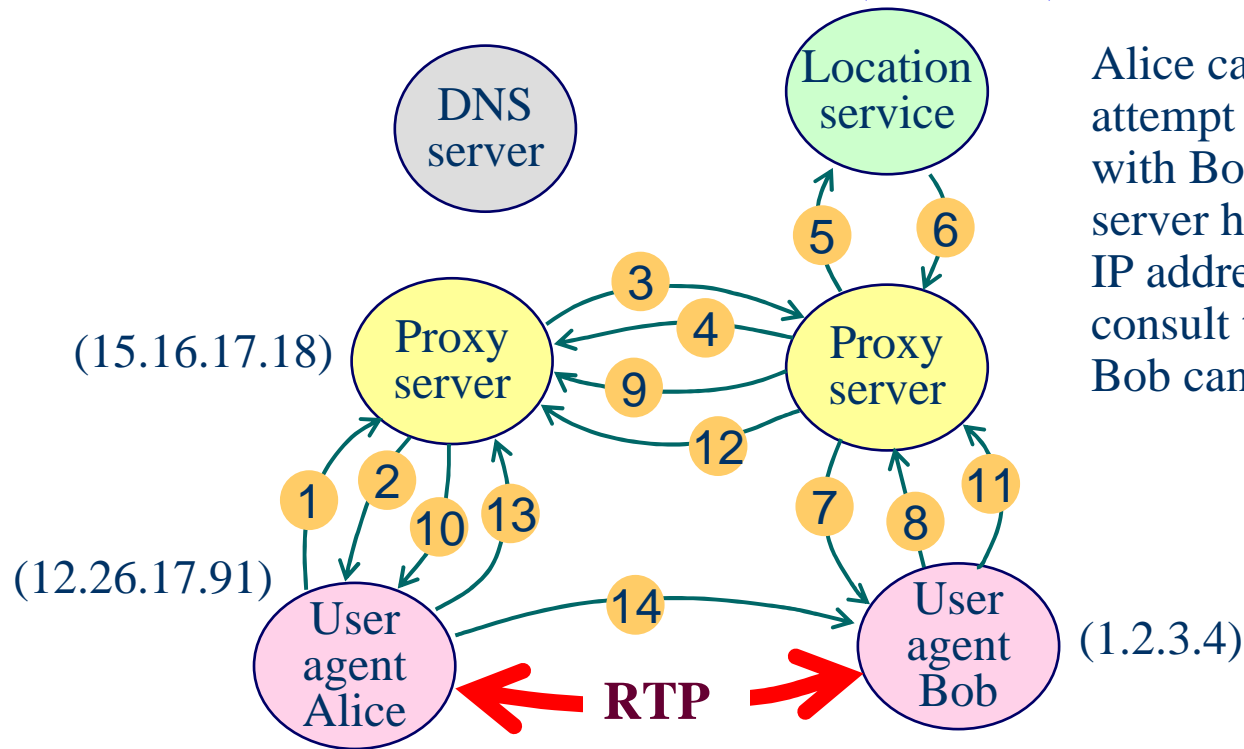 Location
service
DNS
server
Alice ca
attempt
with Bo
server h
IP addre
consult
Bob can
5
6
3
4
(15.16.17.18)
Proxy
server
Proxy
server
9
12
1
2
10
13
7
8
11
(12.26.17.91)
14
User
agent
Alice
User
agent
Bob
(1.2.3.4)
RTP